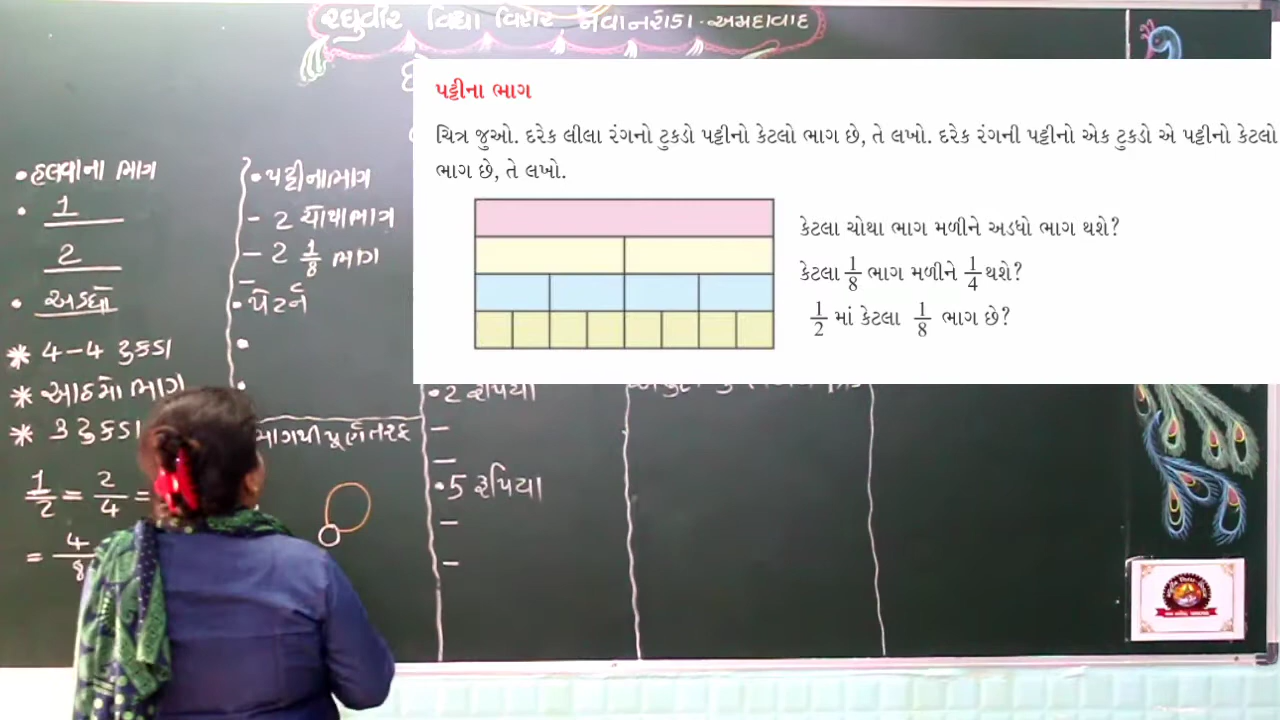 રઘુવીર વિદ્યા વિહાર નવાનરોડા - અમદાવાદ
• હલવાના ભાગ
• 1
2
• અડધો
* 4-4 ટુકડા
* આઠમો ભાગ
* 3 ટુકડા
1/2 = 2/4 =
= 4/8
• પટ્ટીના ભાગ
- 2 ચોથા ભાગ
- 2 1/8 ભાગ
-
• પેટર્ન
•
•
ભાગથી પૂર્ણ તરફ
• 2 રૂપિયા
-
-
• 5 રૂપિયા
-
-
પટ્ટીના ભાગ
ચિત્ર જુઓ. દરેક લીલા રંગનો ટુકડો પટ્ટીનો કેટલો ભાગ છે, તે લખો. દરેક રંગની પટ્ટીનો એક ટુકડો એ પટ્ટીનો કેટલો
ભાગ છે, તે લખો.
કેટલા ચોથા ભાગ મળીને અડધો ભાગ થશે?
કેટલા 1/8 ભાગ મળીને 1/4 થશે?
1/2 માં કેટલા 1/8 ભાગ છે?